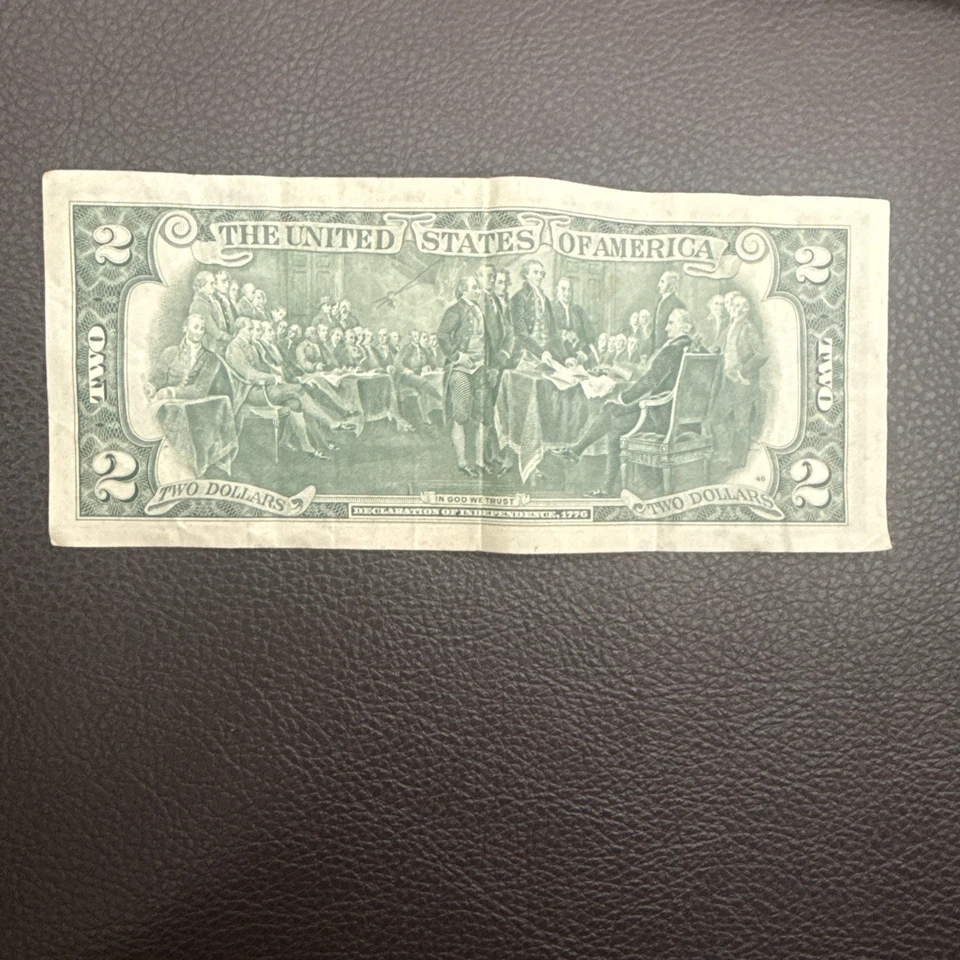 2 THE UNITED STATES OF AMERICA 2
TWO TWO
2 TWO DOLLARS IN GOD WE TRUST TWO DOLLARS 2
DECLARATION OF INDEPENDENCE, 1776